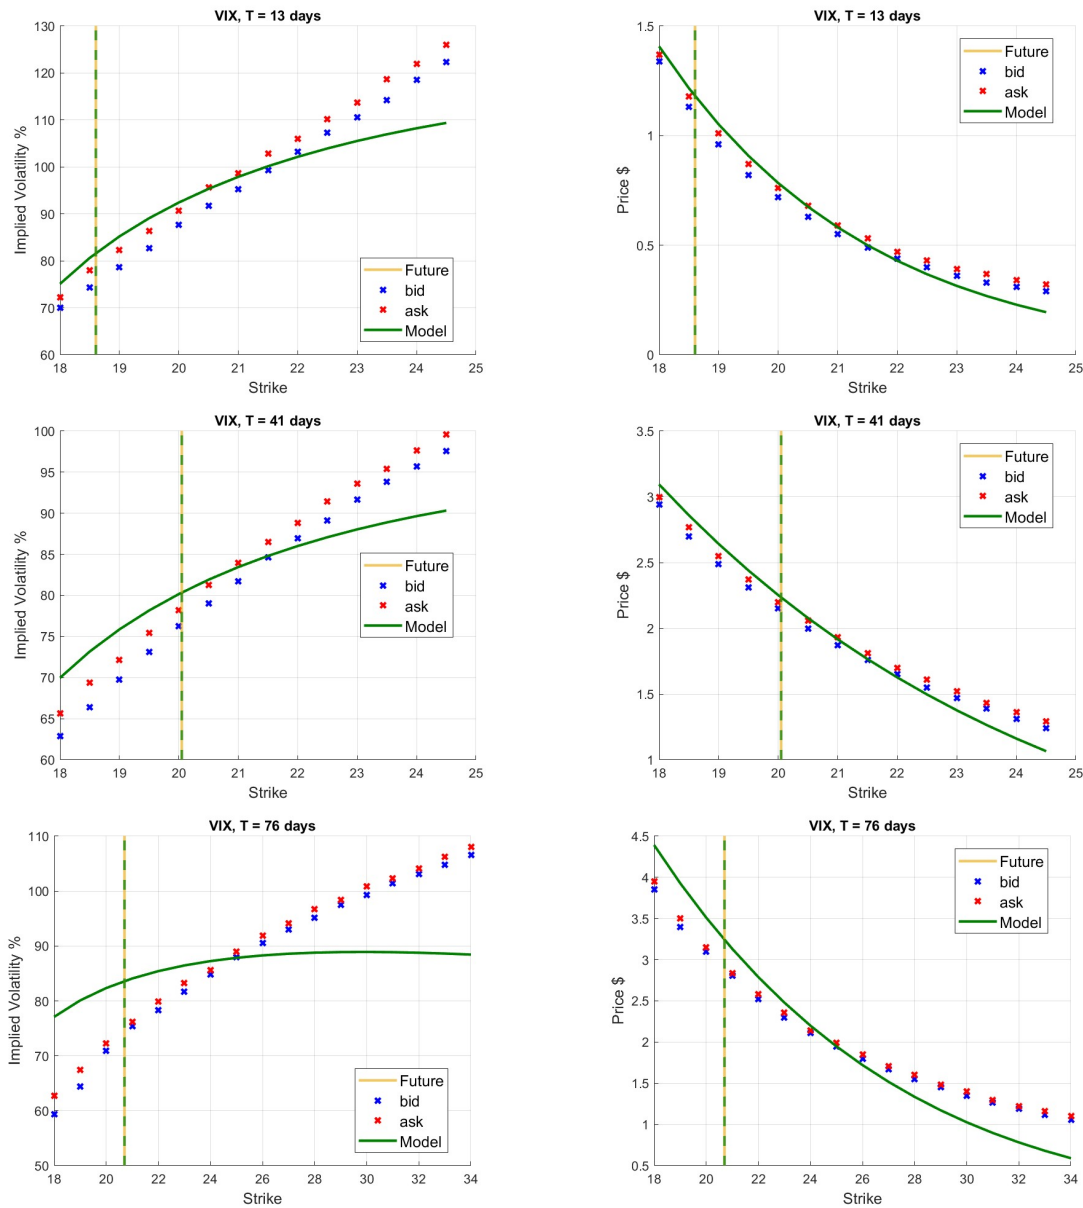 VIX, T = 13 days
130
120
110
100
90
80
70
60
Implied Volatility %
18 19 20 21 22 23 24 25
Strike
Future
bid
ask
Model
VIX, T = 13 days
1.5
1
0.5
0
Price $
18 19 20 21 22 23 24 25
Strike
Future
bid
ask
Model
VIX, T = 41 days
100
95
90
85
80
75
70
65
60
Implied Volatility %
18 19 20 21 22 23 24 25
Strike
Future
bid
ask
Model
VIX, T = 41 days
3.5
3
2.5
2
1.5
1
Price $
18 19 20 21 22 23 24 25
Strike
Future
bid
ask
Model
VIX, T = 76 days
110
100
90
80
70
60
50
Implied Volatility %
18 20 22 24 26 28 30 32 34
Strike
Future
bid
ask
Model
VIX, T = 76 days
4.5
4
3.5
3
2.5
2
1.5
1
0.5
Price $
18 20 22 24 26 28 30 32 34
Strike
Future
bid
ask
Model